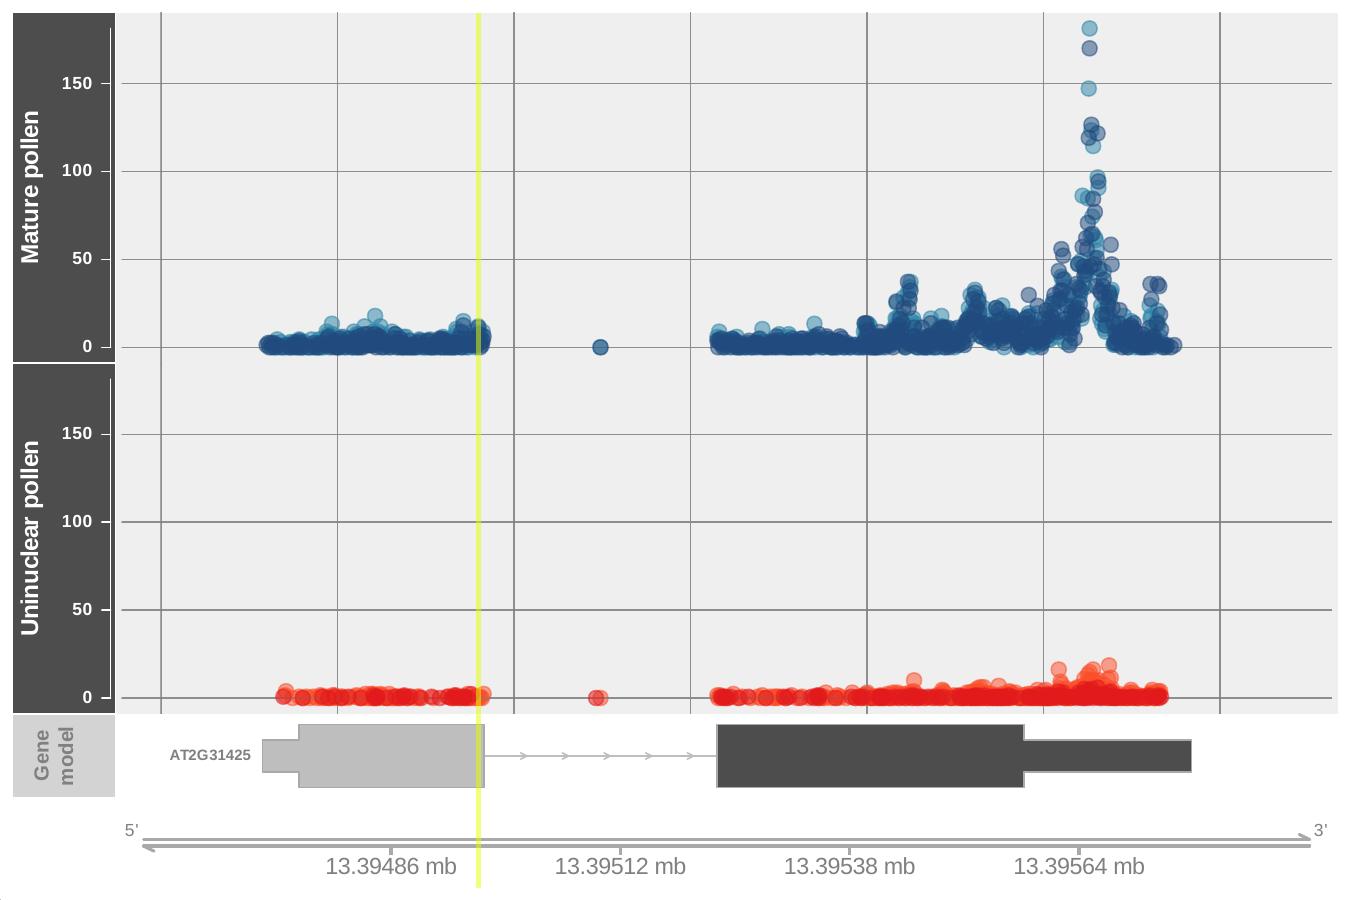 Mature pollen
150
100
50
0
Uninuclear pollen
150
100
50
0
Gene
model
AT2G31425
5'
3'
13.39486 mb
13.39512 mb
13.39538 mb
13.39564 mb